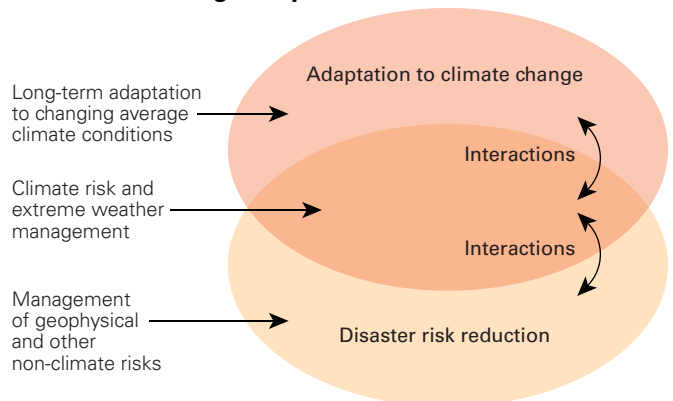 Adaptation to climate change
Long-term adaptation
to changing average
climate conditions
Interactions
Climate risk and
extreme weather
management
Interactions
Management
of geophysical
and other
non-climate risks
Disaster risk reduction